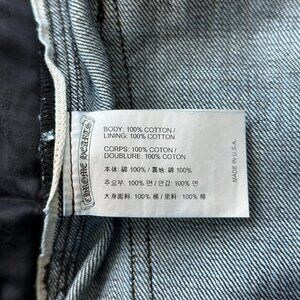 CHROME HEARTS
BODY: 100% COTTON /
LINING: 100% COTTON
CORPS: 100% COTON /
DOUBLURE: 100% COTON
本体: 綿 100% / 裏地: 綿 100%
주요부: 100% 면 / 안감: 100% 면
大身面料: 100% 棉 / 里料: 100% 棉
MADE IN U.S.A